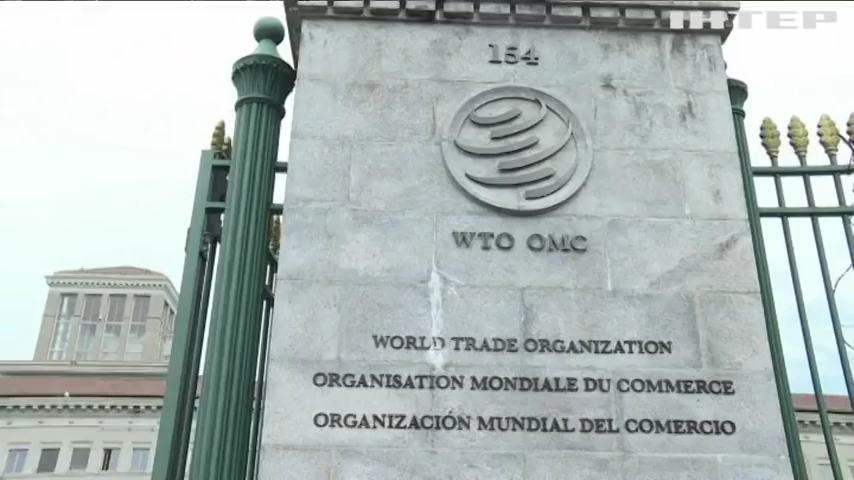 ІНТЕР
154
WTO OMC
WORLD TRADE ORGANIZATION
ORGANISATION MONDIALE DU COMMERCE
ORGANIZACIÓN MUNDIAL DEL COMERCIO